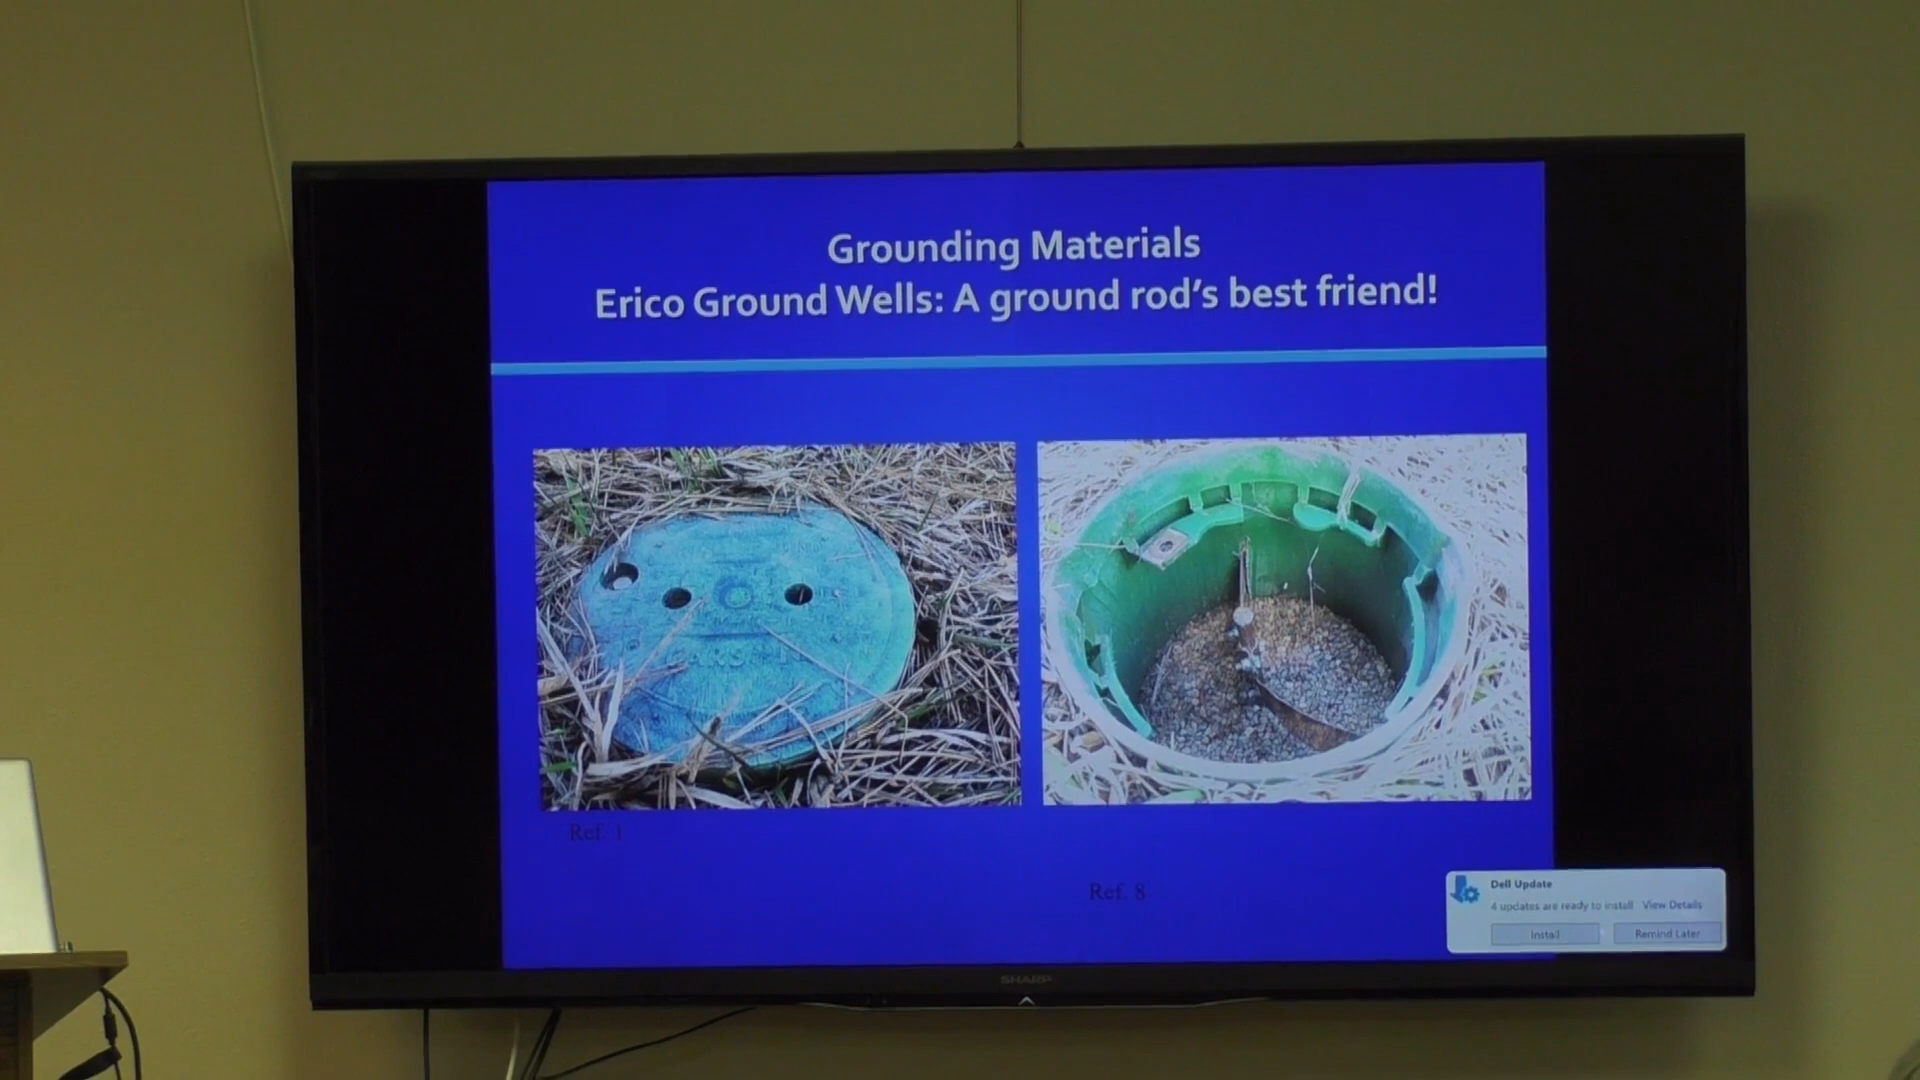 Grounding Materials
Erico Ground Wells: A ground rod's best friend!
Ref. 1
Ref. 8
Dell Update
4 updates are ready to install View Details
Install Remind Later
SHARP